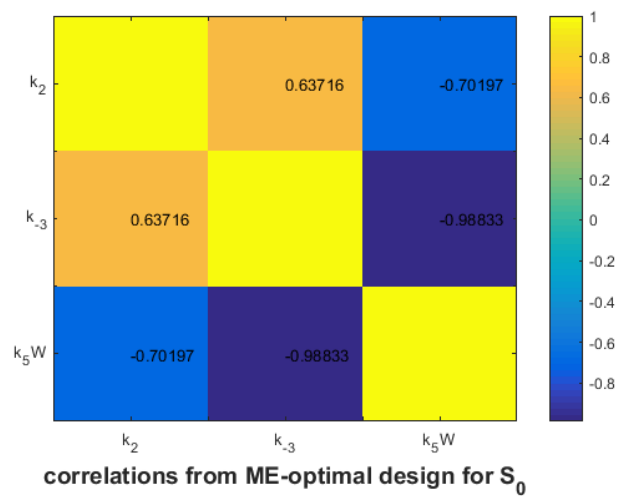 k₂
0.63716
-0.70197
k₋₃
0.63716
-0.98833
k₅W
-0.70197
-0.98833
k₂
k₋₃
k₅W
correlations from ME-optimal design for S₀
1
0.8
0.6
0.4
0.2
0
-0.2
-0.4
-0.6
-0.8